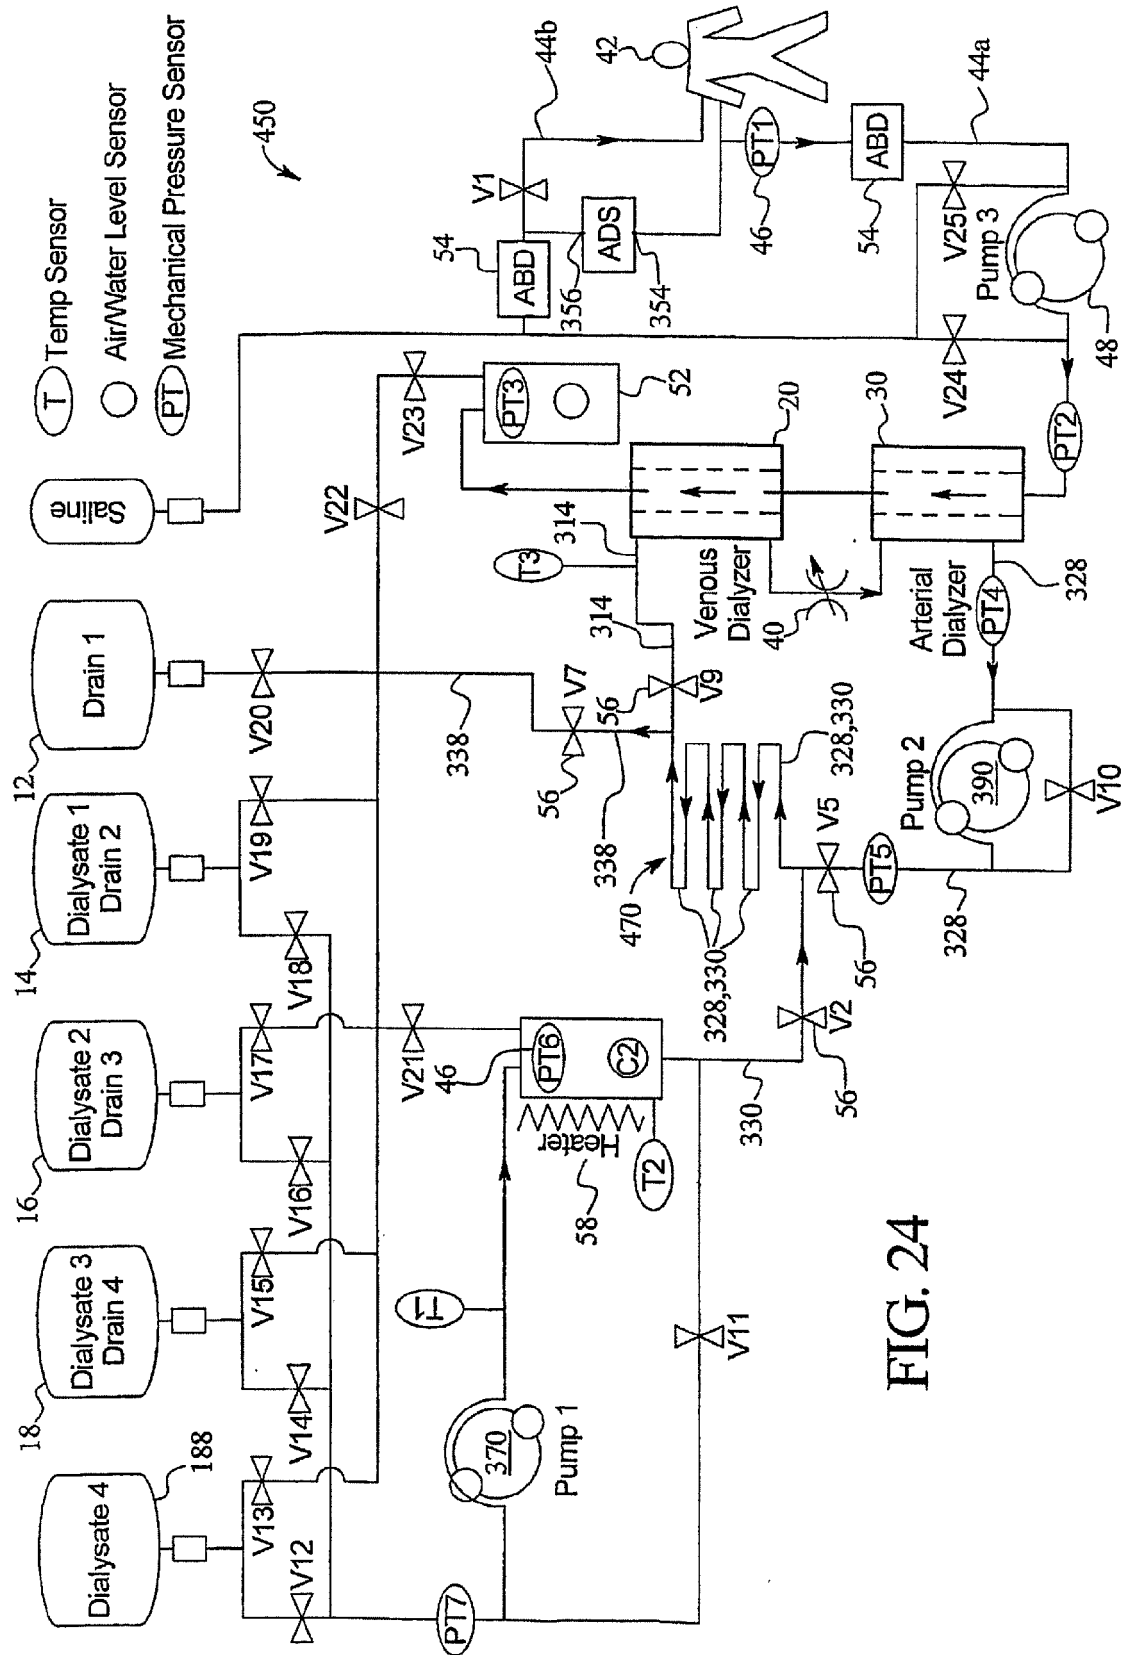 T Temp Sensor
Air/Water Level Sensor
PT Mechanical Pressure Sensor
450
Saline
Drain 1
12
Dialysate 1
Drain 2
14
Dialysate 2
Drain 3
16
Dialysate 3
Drain 4
18
Dialysate 4
188
V20
V19
V18
V17
V16
V15
V14
V13
V12
V22
V23
V21
V1
44b
42
54
ABD
356
ADS
354
PT1
46
ABD
54
44a
V25
Pump 3
48
V24
PT2
PT3
52
20
30
314
T3
Venous
Dialyzer
40
Arterial
Dialyzer
PT4
328
314
V9
56
V7
56
338
338
470
328,330
328,330
Pump 2
390
V10
V5
PT5
56
328
V2
56
330
46
PT6
C2
Heater
58
T2
T1
370
Pump 1
PT7
V11
FIG. 24